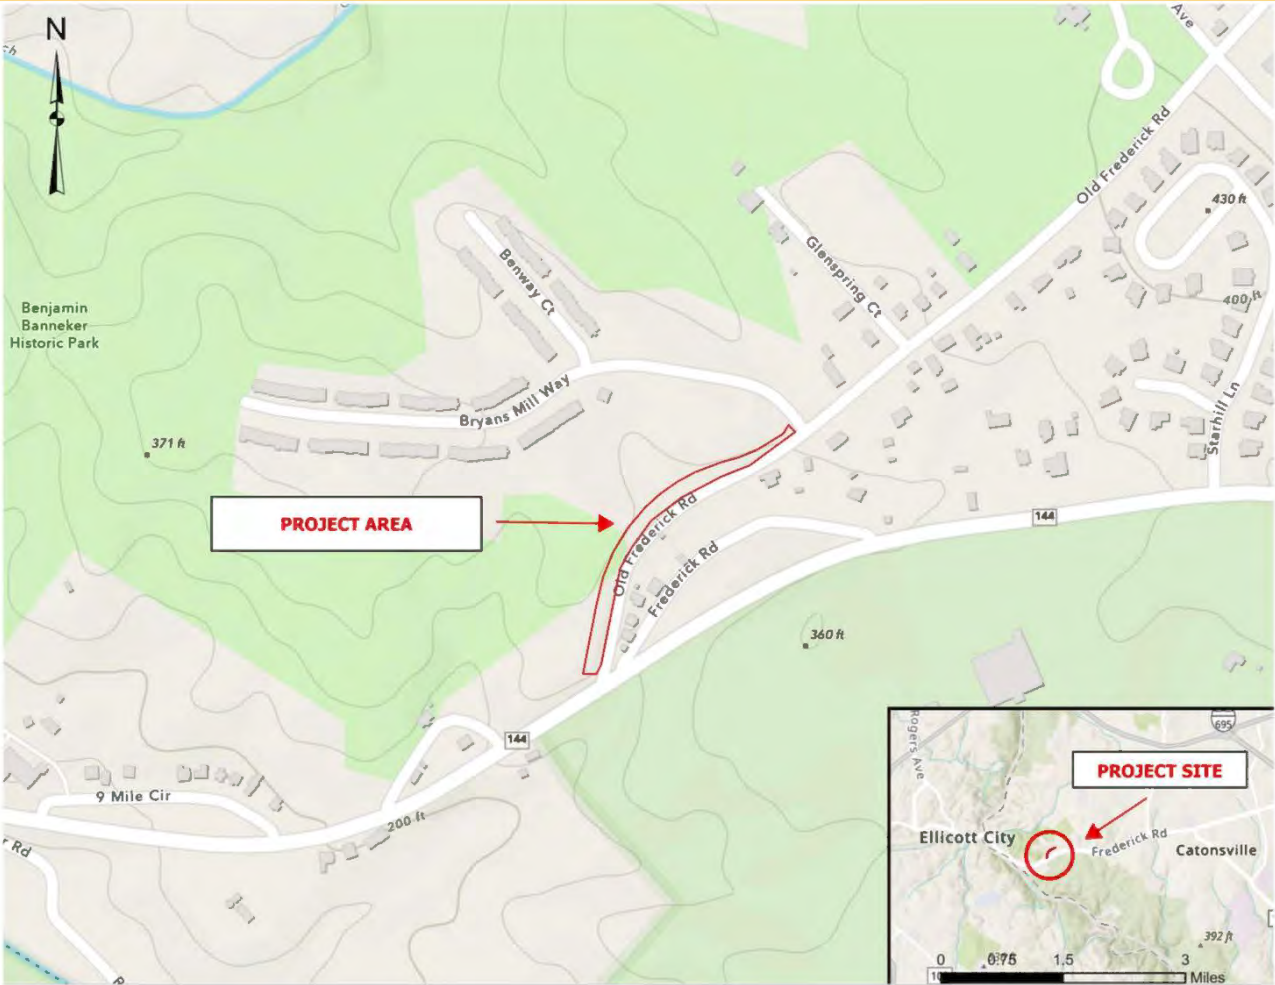 N
ch
Ave
Old Frederick Rd
430 ft
Glenspring Ct
Benway Ct
400 ft
Benjamin
Banneker
Historic Park
Bryans Mill Way
Starhill Ln
371 ft
PROJECT AREA
Old Frederick Rd
144
Frederick Rd
360 ft
144
9 Mile Cir
200 ft
r Rd
Rogers Ave
695
PROJECT SITE
Ellicott City
Frederick Rd
Catonsville
392 ft
0 0.75 1.5 3
Miles